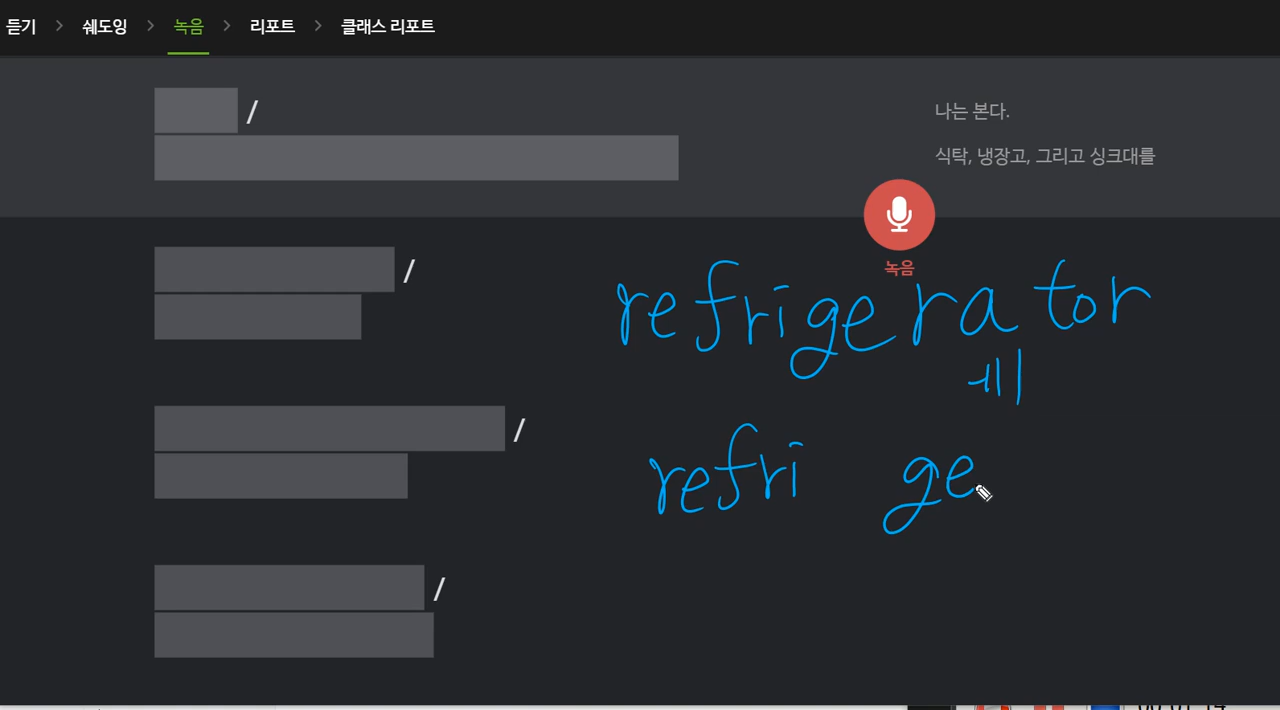 듣기 > 쉐도잉 > 녹음 > 리포트 > 클래스 리포트
/
나는 본다.
식탁, 냉장고, 그리고 싱크대를
녹음
/
refrigerator
ㅔㅣ
/
refri ge
/